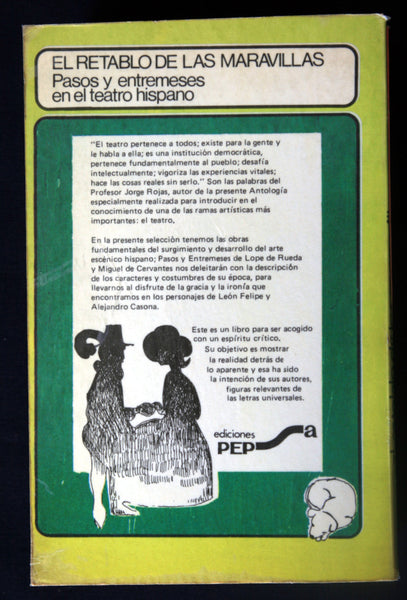 EL RETABLO DE LAS MARAVILLAS
Pasos y entremeses
en el teatro hispano
"El teatro pertenece a todos; existe para la gente y
le habla a ella; es una institución democrática,
pertenece fundamentalmente al pueblo; desafía
intelectualmente; vigoriza las experiencias vitales;
hace las cosas reales sin serlo." Son las palabras del
Profesor Jorge Rojas, autor de la presente Antología
especialmente realizada para introducir en el
conocimiento de una de las ramas artísticas más
importantes: el teatro.
En la presente selección tenemos las obras
fundamentales del surgimiento y desarrollo del arte
escénico hispano; Pasos y Entremeses de Lope de Rueda
y Miguel de Cervantes nos deleitarán con la descripción
de los caracteres y costumbres de su época, para
llevarnos al disfrute de la gracia y la ironía que
encontramos en los personajes de León Felipe y
Alejandro Casona.
Este es un libro para ser acogido
con un espíritu crítico.
Su objetivo es mostrar
la realidad detrás de
lo aparente y esa ha sido
la intención de sus autores,
figuras relevantes de
las letras universales.
ediciones
PEPsa